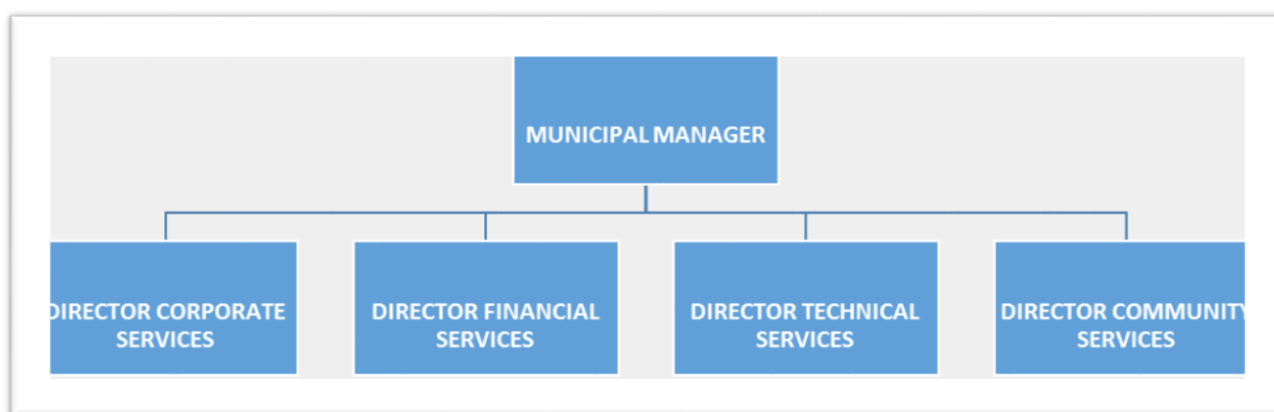 MUNICIPAL MANAGER
DIRECTOR CORPORATE
SERVICES
DIRECTOR FINANCIAL
SERVICES
DIRECTOR TECHNICAL
SERVICES
DIRECTOR COMMUNITY
SERVICES